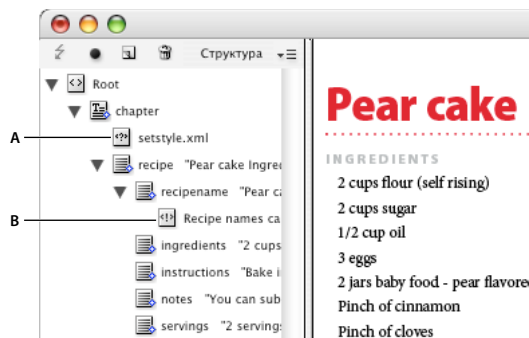 Структура
Root
chapter
A
setstyle.xml
recipe "Pear cake Ingre
recipename "Pear ca
B
Recipe names ca
ingredients "2 cups
instructions "Bake i
notes "You can sub
servings "2 serving
Pear cake
INGREDIENTS
2 cups flour (self rising)
2 cups sugar
1/2 cup oil
3 eggs
2 jars baby food - pear flavored
Pinch of cinnamon
Pinch of cloves